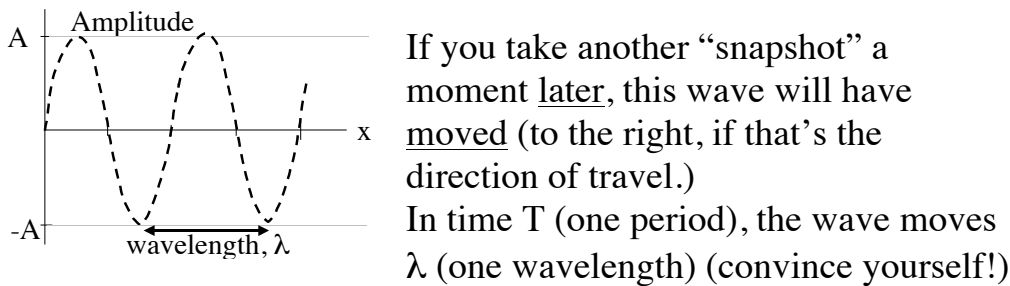 Amplitude
A
x
-A
wavelength, λ
If you take another “snapshot” a
moment later, this wave will have
moved (to the right, if that’s the
direction of travel.)
In time T (one period), the wave moves
λ (one wavelength) (convince yourself!)